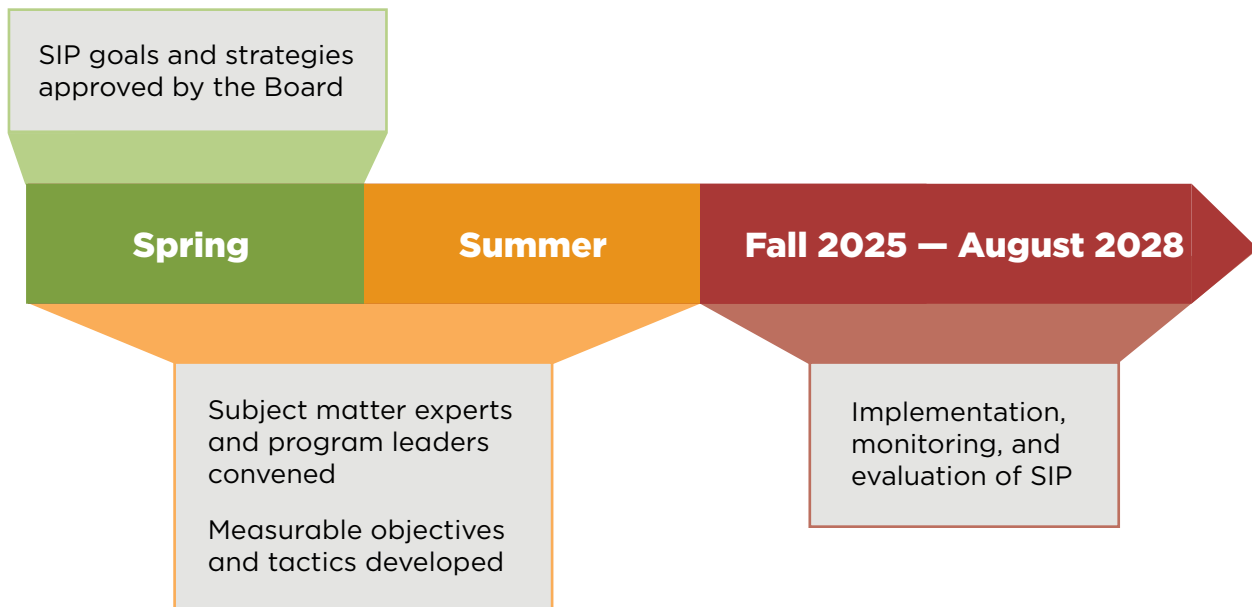 SIP goals and strategies
approved by the Board
Spring
Summer
Fall 2025 — August 2028
Subject matter experts
and program leaders
convened
Measurable objectives
and tactics developed
Implementation,
monitoring, and
evaluation of SIP